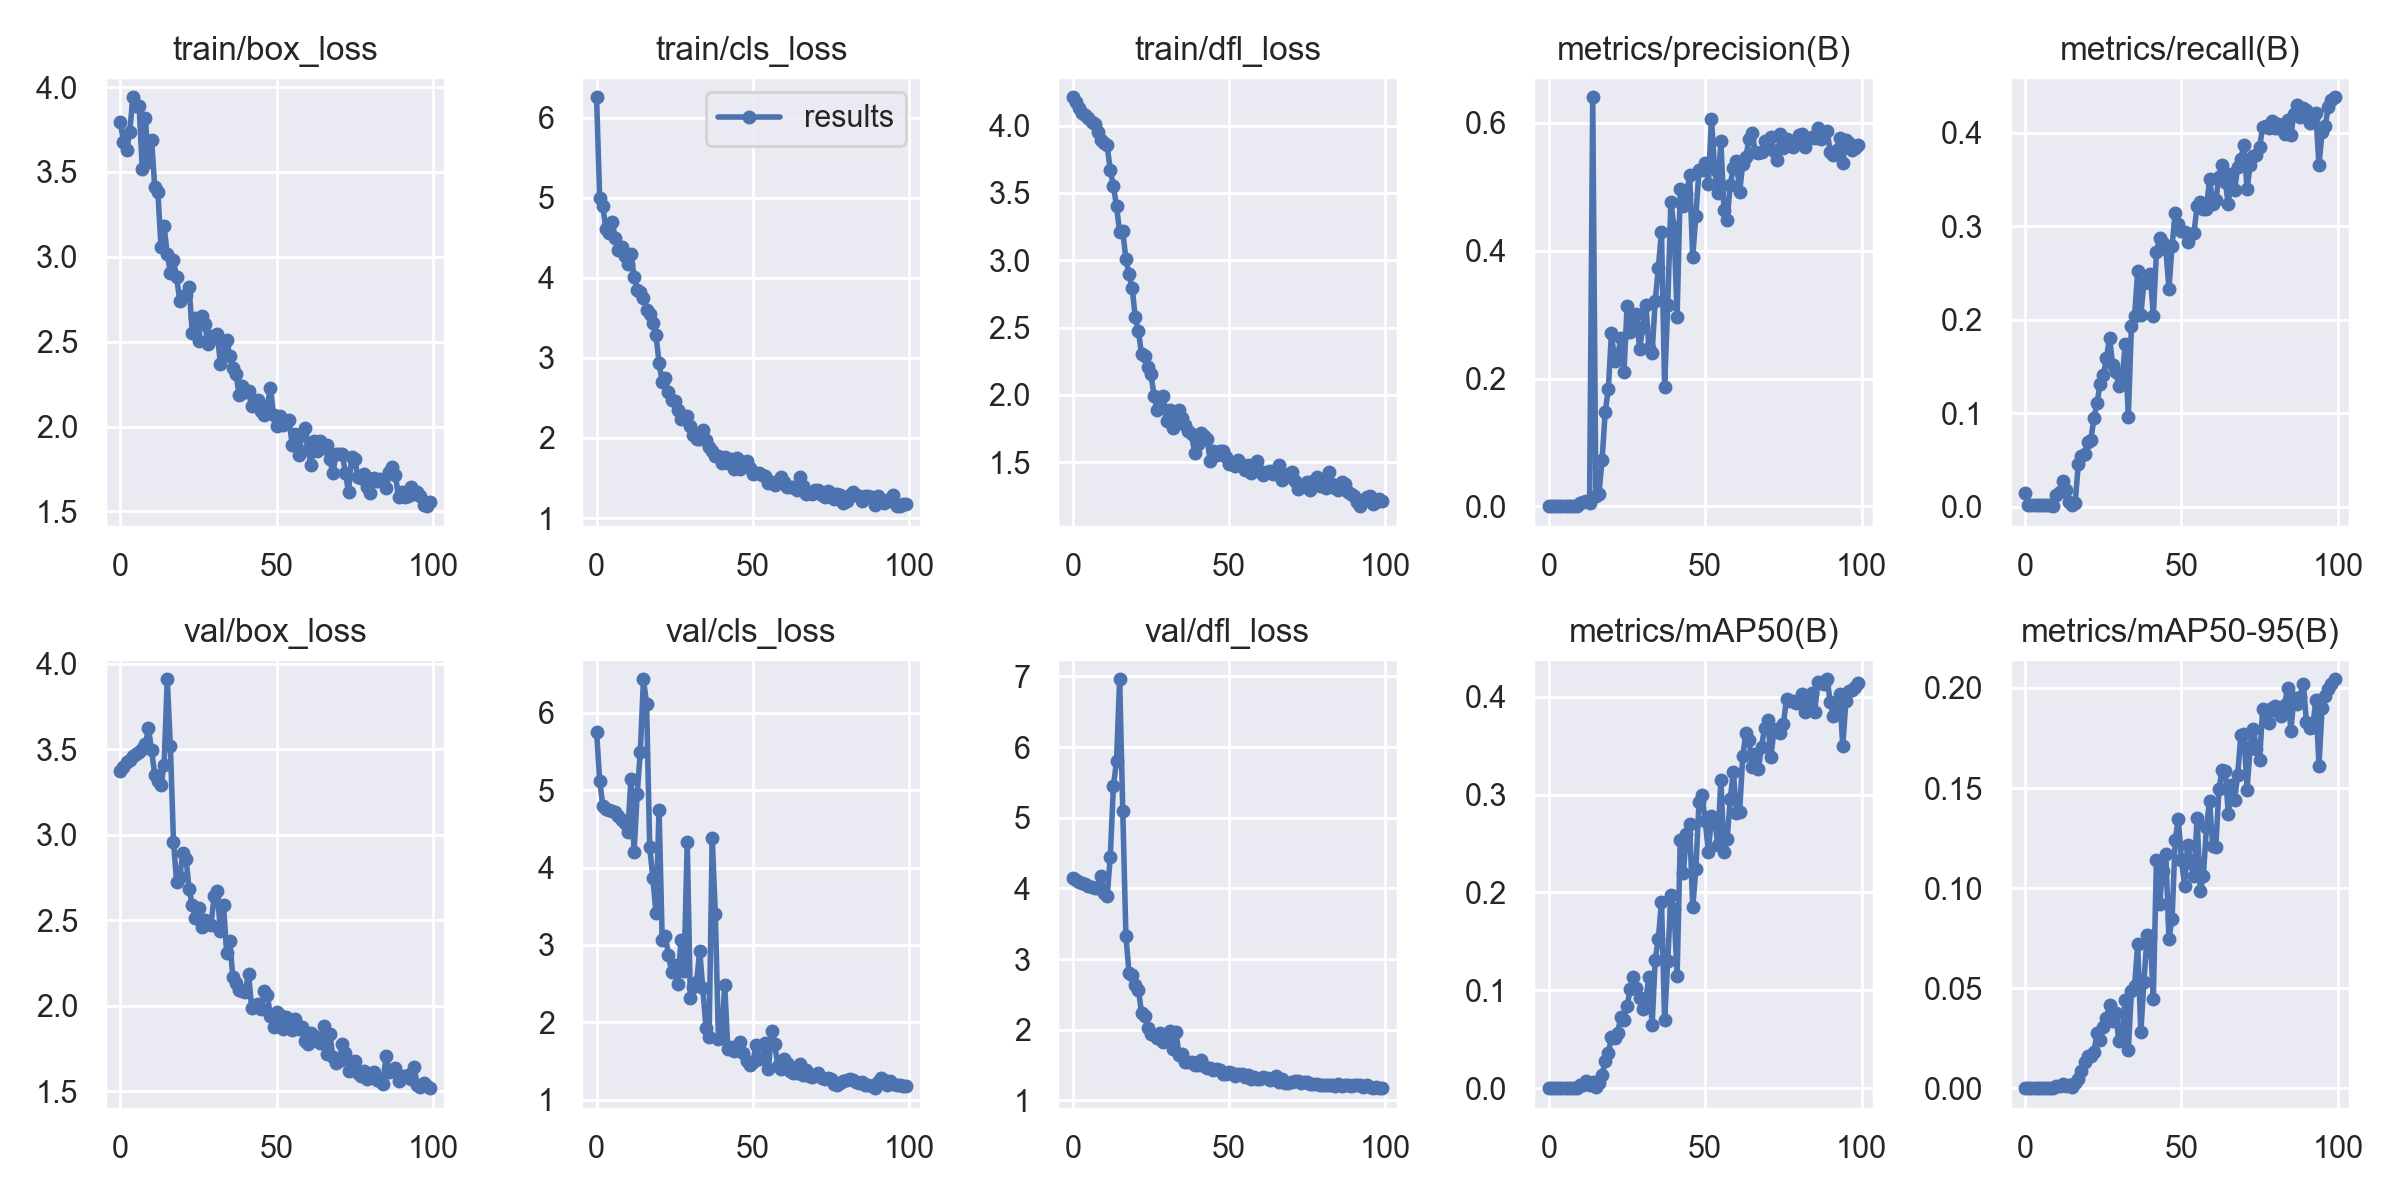 train/box_loss
4.0
3.5
3.0
2.5
2.0
1.5
0 50 100
train/cls_loss
results
6
5
4
3
2
1
0 50 100
train/dfl_loss
4.0
3.5
3.0
2.5
2.0
1.5
0 50 100
metrics/precision(B)
0.6
0.4
0.2
0.0
0 50 100
metrics/recall(B)
0.4
0.3
0.2
0.1
0.0
0 50 100
val/box_loss
4.0
3.5
3.0
2.5
2.0
1.5
0 50 100
val/cls_loss
6
5
4
3
2
1
0 50 100
val/dfl_loss
7
6
5
4
3
2
1
0 50 100
metrics/mAP50(B)
0.4
0.3
0.2
0.1
0.0
0 50 100
metrics/mAP50-95(B)
0.20
0.15
0.10
0.05
0.00
0 50 100